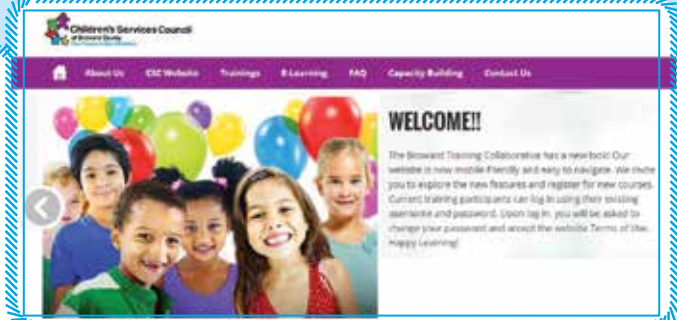 Children's Services Council
of Broward County
About Us CSC Website Trainings E-Learning FAQ Capacity Building Contact Us
WELCOME!!
The Broward Training Collaborative has a new look! Our
website is now mobile-friendly and easy to navigate. We invite
you to explore the new features and register for new courses.
Current training participants can log in using their existing
username and password. Upon log in, you will be asked to
change your password and accept the website Terms of Use.
Happy Learning!